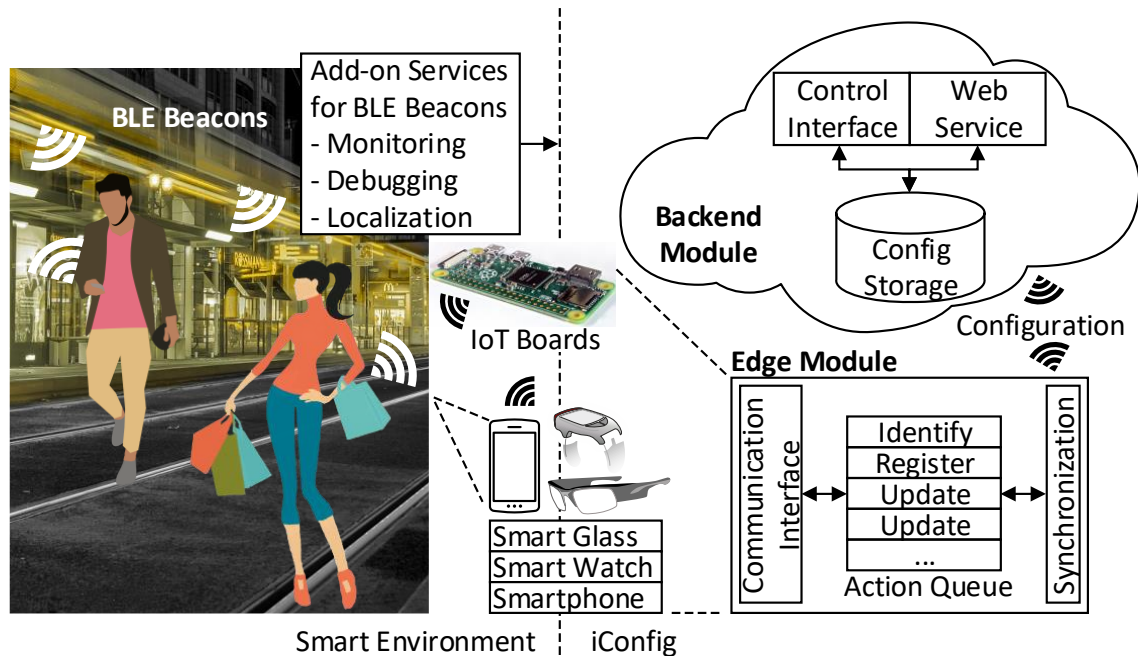 Add-on Services
for BLE Beacons
- Monitoring
- Debugging
- Localization
BLE Beacons
ROSSMANN
IoT Boards
Smart Glass
Smart Watch
Smartphone
Smart Environment
iConfig
Control
Interface
Web
Service
Backend
Module
Config
Storage
Configuration
Edge Module
Communication
Interface
Identify
Register
Update
Update
...
Action Queue
Synchronization